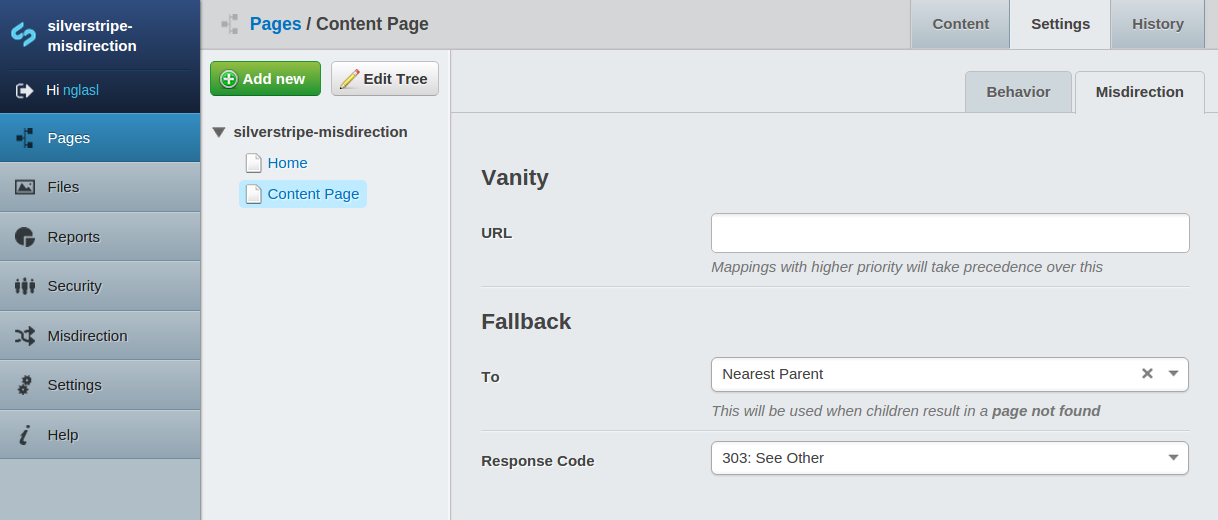 silverstripe-
misdirection
Hi nglasl
Pages
Files
Reports
Security
Misdirection
Settings
Help
Pages / Content Page
Content
Settings
History
Add new
Edit Tree
silverstripe-misdirection
Home
Content Page
Behavior
Misdirection
Vanity
URL
Mappings with higher priority will take precedence over this
Fallback
To
Nearest Parent
This will be used when children result in a page not found
Response Code
303: See Other